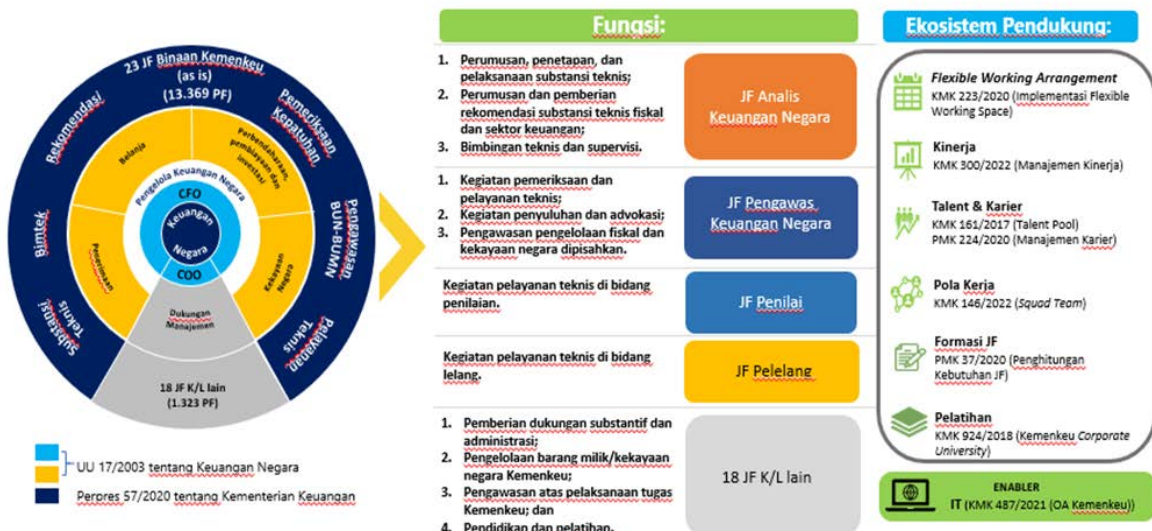 23 JF Binaan Kemenkeu
(as is)
(13.369 PF)
Rekomendasi
Pemeriksaan
Kepatuhan
Bimtek
Pengawasan
BUN-BUMN
Substansi
Teknis
Pelayanan
Teknis
Belanja
Perbendaharaan,
pembiayaan dan
investasi
Penerimaan
Kekayaan
Negara
Pengelola Keuangan Negara
CFO
Keuangan
Negara
COO
Dukungan
Manajemen
18 JF K/L lain
(1.323 PF)
UU 17/2003 tentang Keuangan Negara
Perpres 57/2020 tentang Kementerian Keuangan
Fungsi:
1. Perumusan, penetapan, dan
pelaksanaan substansi teknis;
2. Perumusan dan pemberian
rekomendasi substansi teknis fiskal
dan sektor keuangan;
3. Bimbingan teknis dan supervisi.
JF Analis
Keuangan Negara
1. Kegiatan pemeriksaan dan
pelayanan teknis;
2. Kegiatan penyuluhan dan advokasi;
3. Pengawasan pengelolaan fiskal dan
kekayaan negara dipisahkan.
JF Pengawas
Keuangan Negara
Kegiatan pelayanan teknis di bidang
penilaian.
JF Penilai
Kegiatan pelayanan teknis di bidang
lelang.
JF Pelelang
1. Pemberian dukungan substantif dan
administrasi;
2. Pengelolaan barang milik/kekayaan
negara Kemenkeu;
3. Pengawasan atas pelaksanaan tugas
Kemenkeu; dan
4. Pendidikan dan pelatihan.
18 JF K/L lain
Ekosistem Pendukung:
Flexible Working Arrangement
KMK 223/2020 (Implementasi Flexible
Working Space)
Kinerja
KMK 300/2022 (Manajemen Kinerja)
Talent & Karier
KMK 161/2017 (Talent Pool)
PMK 224/2020 (Manajemen Karier)
Pola Kerja
KMK 146/2022 (Squad Team)
Formasi JF
PMK 37/2020 (Penghitungan
Kebutuhan JF)
Pelatihan
KMK 924/2018 (Kemenkeu Corporate
University)
ENABLER
IT (KMK 487/2021 (OA Kemenkeu))